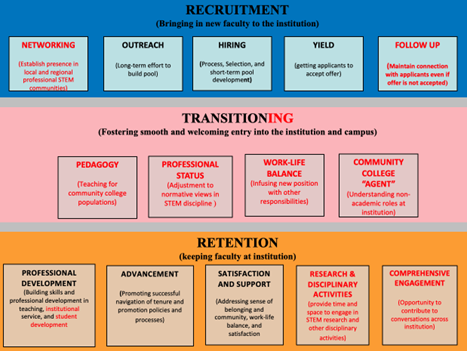 RECRUITMENT
(Bringing in new faculty to the institution)
NETWORKING
(Establish presence in
local and regional
professional STEM
communities)
OUTREACH
(Long-term effort to
build pool)
HIRING
(Process, Selection, and
short-term pool
development)
YIELD
(getting applicants to
accept offer)
FOLLOW UP
(Maintain connection
with applicants even if
offer is not accepted)
TRANSITIONING
(Fostering smooth and welcoming entry into the institution and campus)
PEDAGOGY
(Teaching for
community college
populations)
PROFESSIONAL
STATUS
(Adjustment to
normative views in
STEM discipline )
WORK-LIFE
BALANCE
(Infusing new position
with other
responsibilities)
COMMUNITY
COLLEGE
"AGENT"
(Understanding non-
academic roles at
institution)
RETENTION
(keeping faculty at institution)
PROFESSIONAL
DEVELOPMENT
(Building skills and
professional development in
teaching, institutional
service, and student
development
ADVANCEMENT
(Promoting successful
navigation of tenure and
promotion policies and
processes)
SATISFACTION
AND SUPPORT
(Addressing sense of
belonging and
community, work-life
balance, and
satisfaction
RESEARCH &
DISCIPLINARY
ACTIVITIES
(provide time and
space to engage in
STEM research and
other disciplinary
activities)
COMPREHENSIVE
ENGAGEMENT
(Opportunity to
contribute to
conversations across
institution)